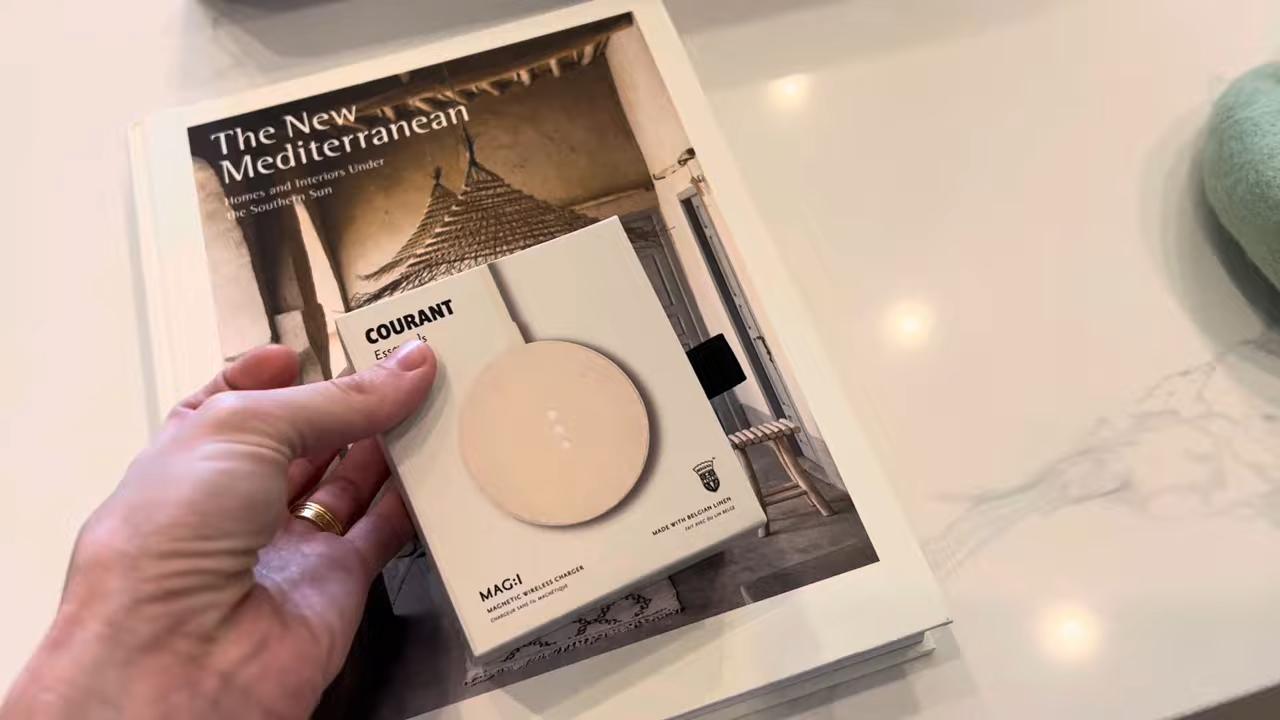 The New
Mediterranean
Homes and Interiors Under
the Southern Sun
COURANT
MADE WITH BELGIAN LINEN
FAIT AVEC DU LIN BELGE
MAG:1
MAGNETIC WIRELESS CHARGER
CHARGEUR SANS FIL MAGNÉTIQUE